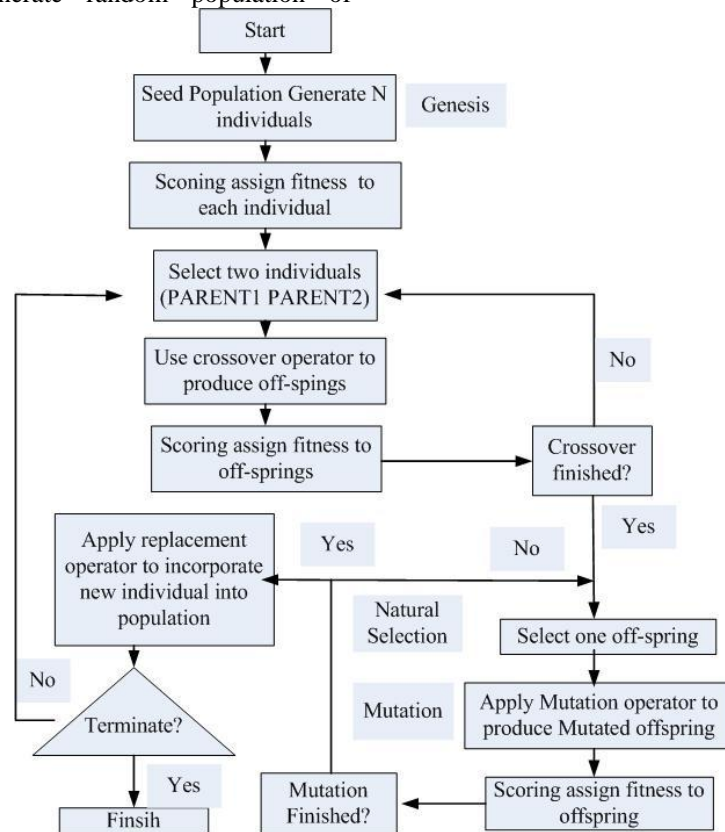 random population of
Start
Seed Population Generate N
individuals
Genesis
Sconing assign fitness to
each individual
Select two individuals
(PARENT1 PARENT2)
Use crossover operator to
produce off-spings
No
Scoring assign fitness to
off-springs
Crossover
finished?
Apply replacement
operator to incorporate
new individual into
population
Yes
No
Yes
Natural
Selection
Select one off-spring
No
Terminate?
Mutation
Apply Mutation operator to
produce Mutated offspring
Yes
Mutation
Finished?
Scoring assign fitness to
offspring
Finsih